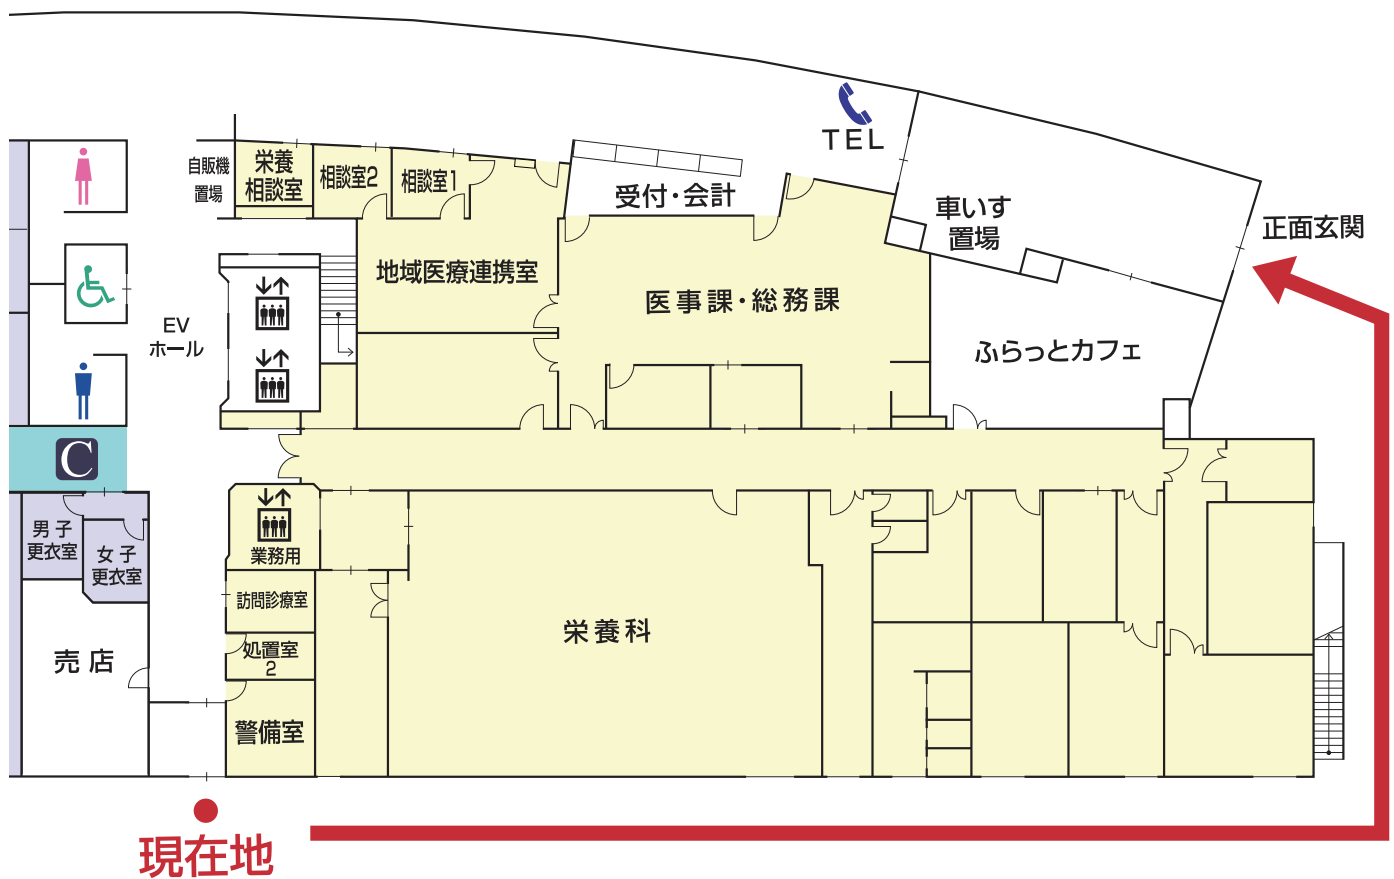 TEL
自販機
置場
栄養
相談室
相談室2
相談室1
受付・会計
車いす
置場
正面玄関
地域医療連携室
医事課・総務課
EV
ホール
ふらっとカフェ
C
男子
更衣室
女子
更衣室
業務用
訪問診療室
処置室
2
売店
栄養科
警備室
現在地